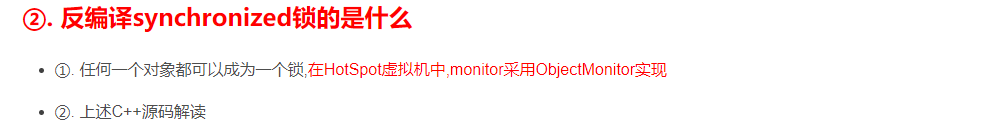 ②. 反编译synchronized锁的是什么
• ①. 任何一个对象都可以成为一个锁,在HotSpot虚拟机中,monitor采用ObjectMonitor实现
• ②. 上述C++源码解读